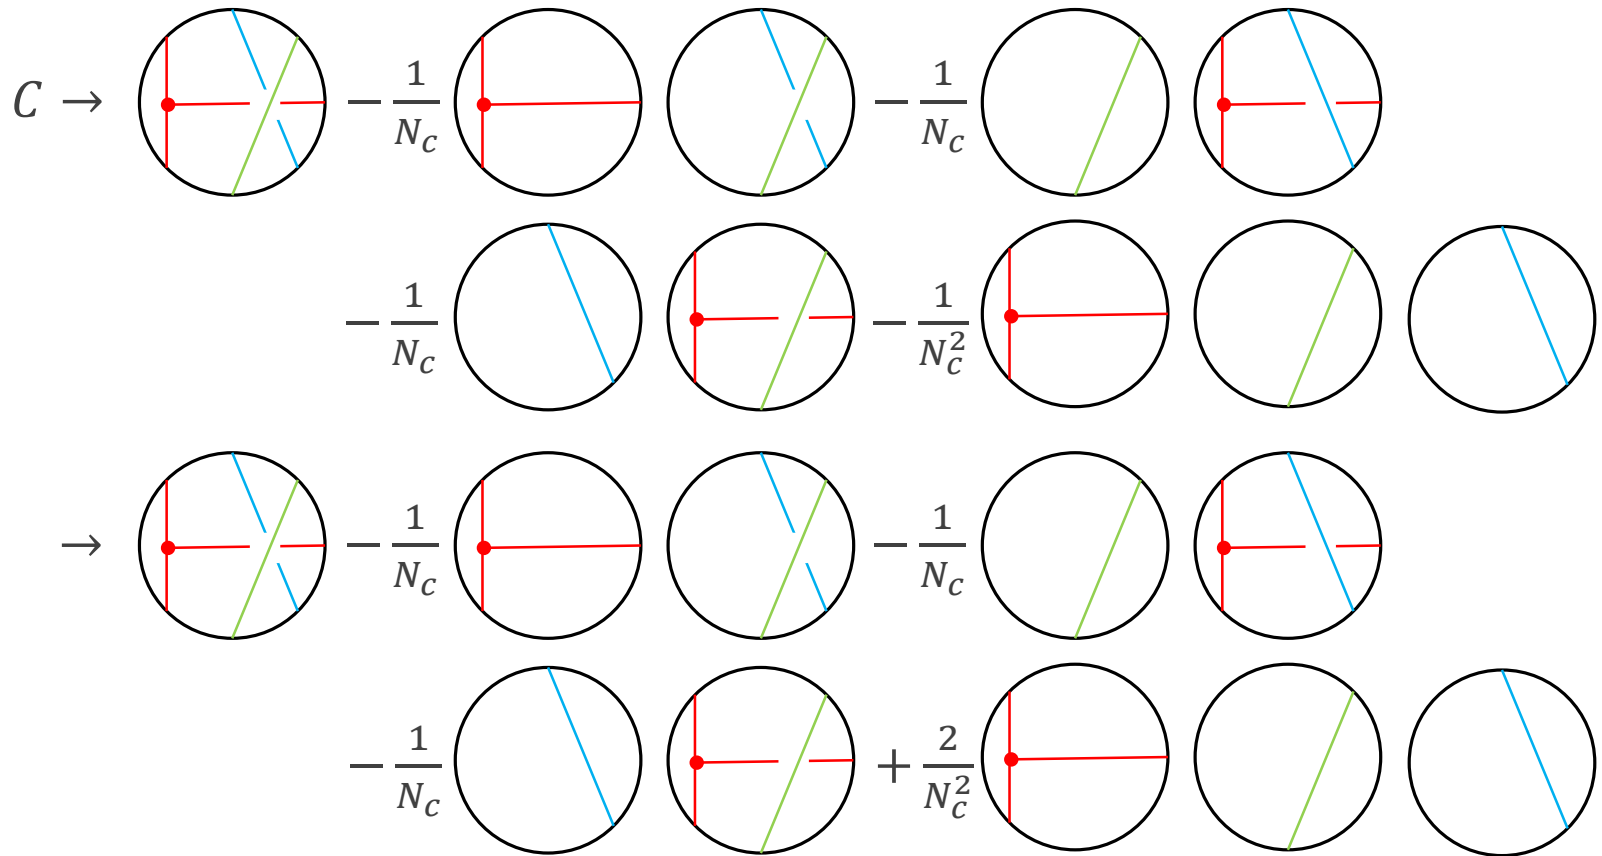 C → − 1/N_c − 1/N_c
− 1/N_c − 1/N_c^2
→ − 1/N_c − 1/N_c
− 1/N_c + 2/N_c^2